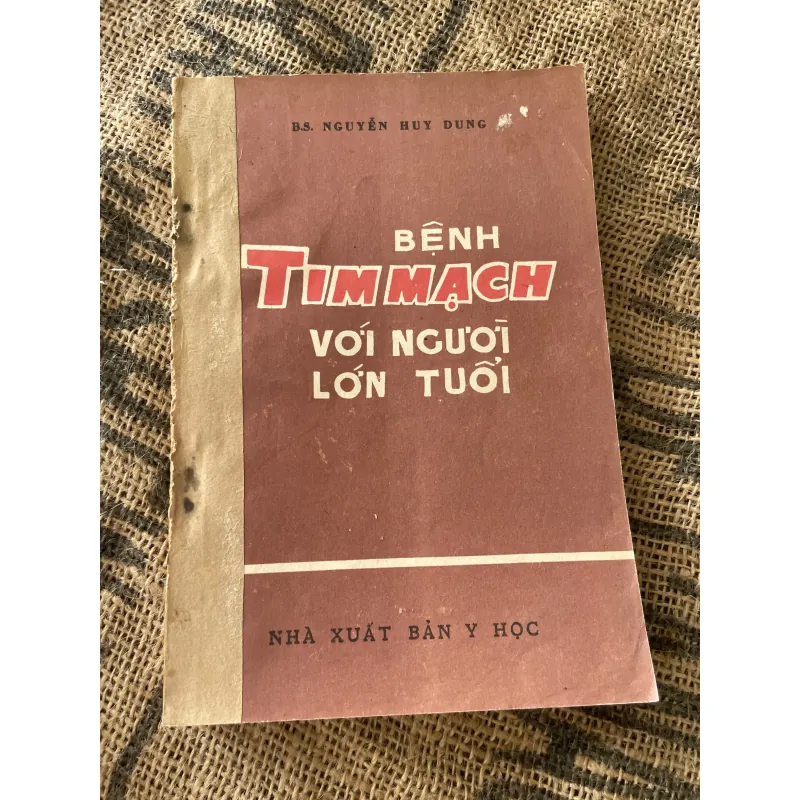 B.S. NGUYỄN HUY DUNG
BỆNH
TIM MẠCH
VỚI NGƯỜI
LỚN TUỔI
NHÀ XUẤT BẢN Y HỌC